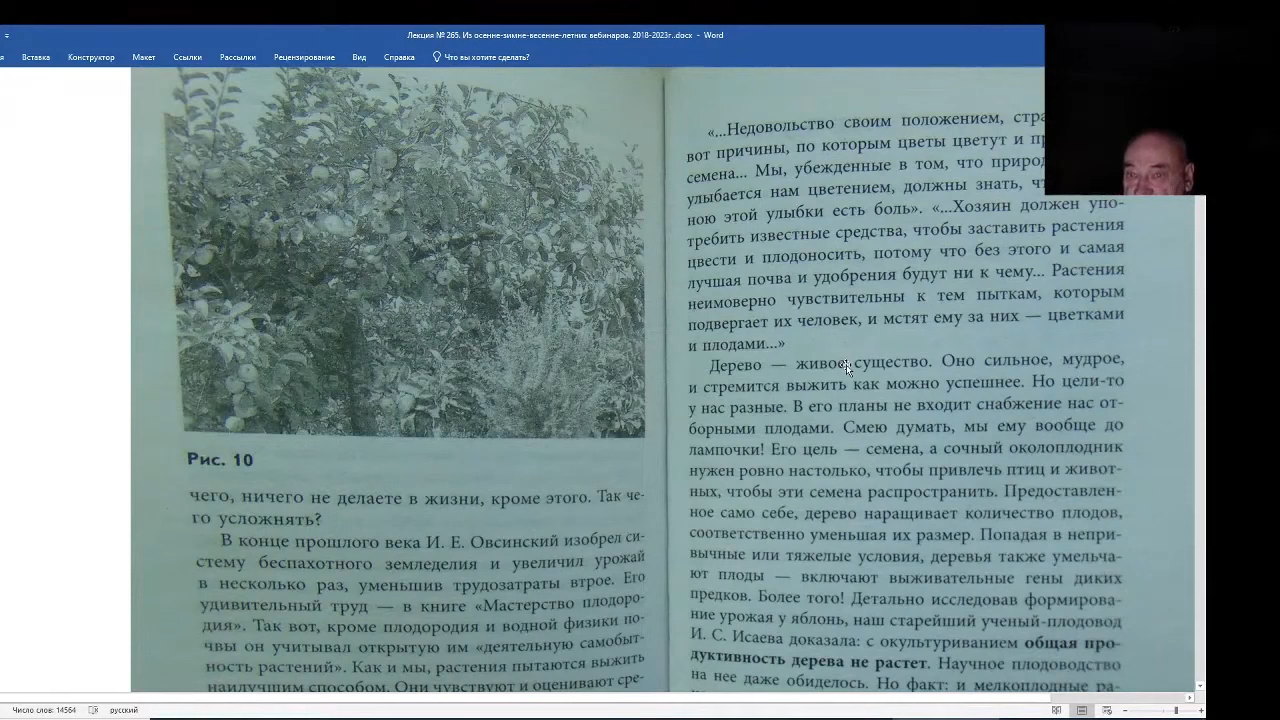 Лекция № 265. Из осенне-зимне-весенне-летних вебинаров. 2018-2023г..docx - Word
Вставка Конструктор Макет Ссылки Рассылки Рецензирование Вид Справка Что вы хотите сделать?
Рис. 10
чего, ничего не делаете в жизни, кроме этого. Так че-
го усложнять?
В конце прошлого века И. Е. Овсинский изобрел си-
стему беспахотного земледелия и увеличил урожай
в несколько раз, уменьшив трудозатраты втрое. Его
удивительный труд — в книге «Мастерство плодоро-
дия». Так вот, кроме плодородия и водной физики по-
чвы он учитывал открытую им «деятельную самобыт-
ность растений». Как и мы, растения пытаются выжить
наилучшим способом. Они чувствуют и оценивают сре-
«...Недовольство своим положением,
вот причины, по которым цветы цветут и
семена... Мы, убежденные в том, что
улыбается нам цветением, должны знать,
ною этой улыбки есть боль». «...Хозяин должен упо-
требить известные средства, чтобы заставить растения
цвести и плодоносить, потому что без этого и самая
лучшая почва и удобрения будут ни к чему... Растения
неимоверно чувствительны к тем пыткам, которым
подвергает их человек, и мстят ему за них — цветками
и плодами...»
Дерево — живое существо. Оно сильное, мудрое,
и стремится выжить как можно успешнее. Но цели-то
у нас разные. В его планы не входит снабжение нас от-
борными плодами. Смею думать, мы ему вообще до
лампочки! Его цель — семена, а сочный околоплодник
нужен ровно настолько, чтобы привлечь птиц и живот-
ных, чтобы эти семена распространить. Предоставлен-
ное само себе, дерево наращивает количество плодов,
соответственно уменьшая их размер. Попадая в непри-
вычные или тяжелые условия, деревья также умельча-
ют плоды — включают выживательные гены диких
предков. Более того! Детально исследовав формирова-
ние урожая у яблонь, наш старейший ученый-плодовод
И. С. Исаева доказала: с окультуриванием общая про-
дуктивность дерева не растет. Научное плодоводство
на нее даже обиделось. Но факт: и мелкоплодные ра-
Число слов: 14564 русский